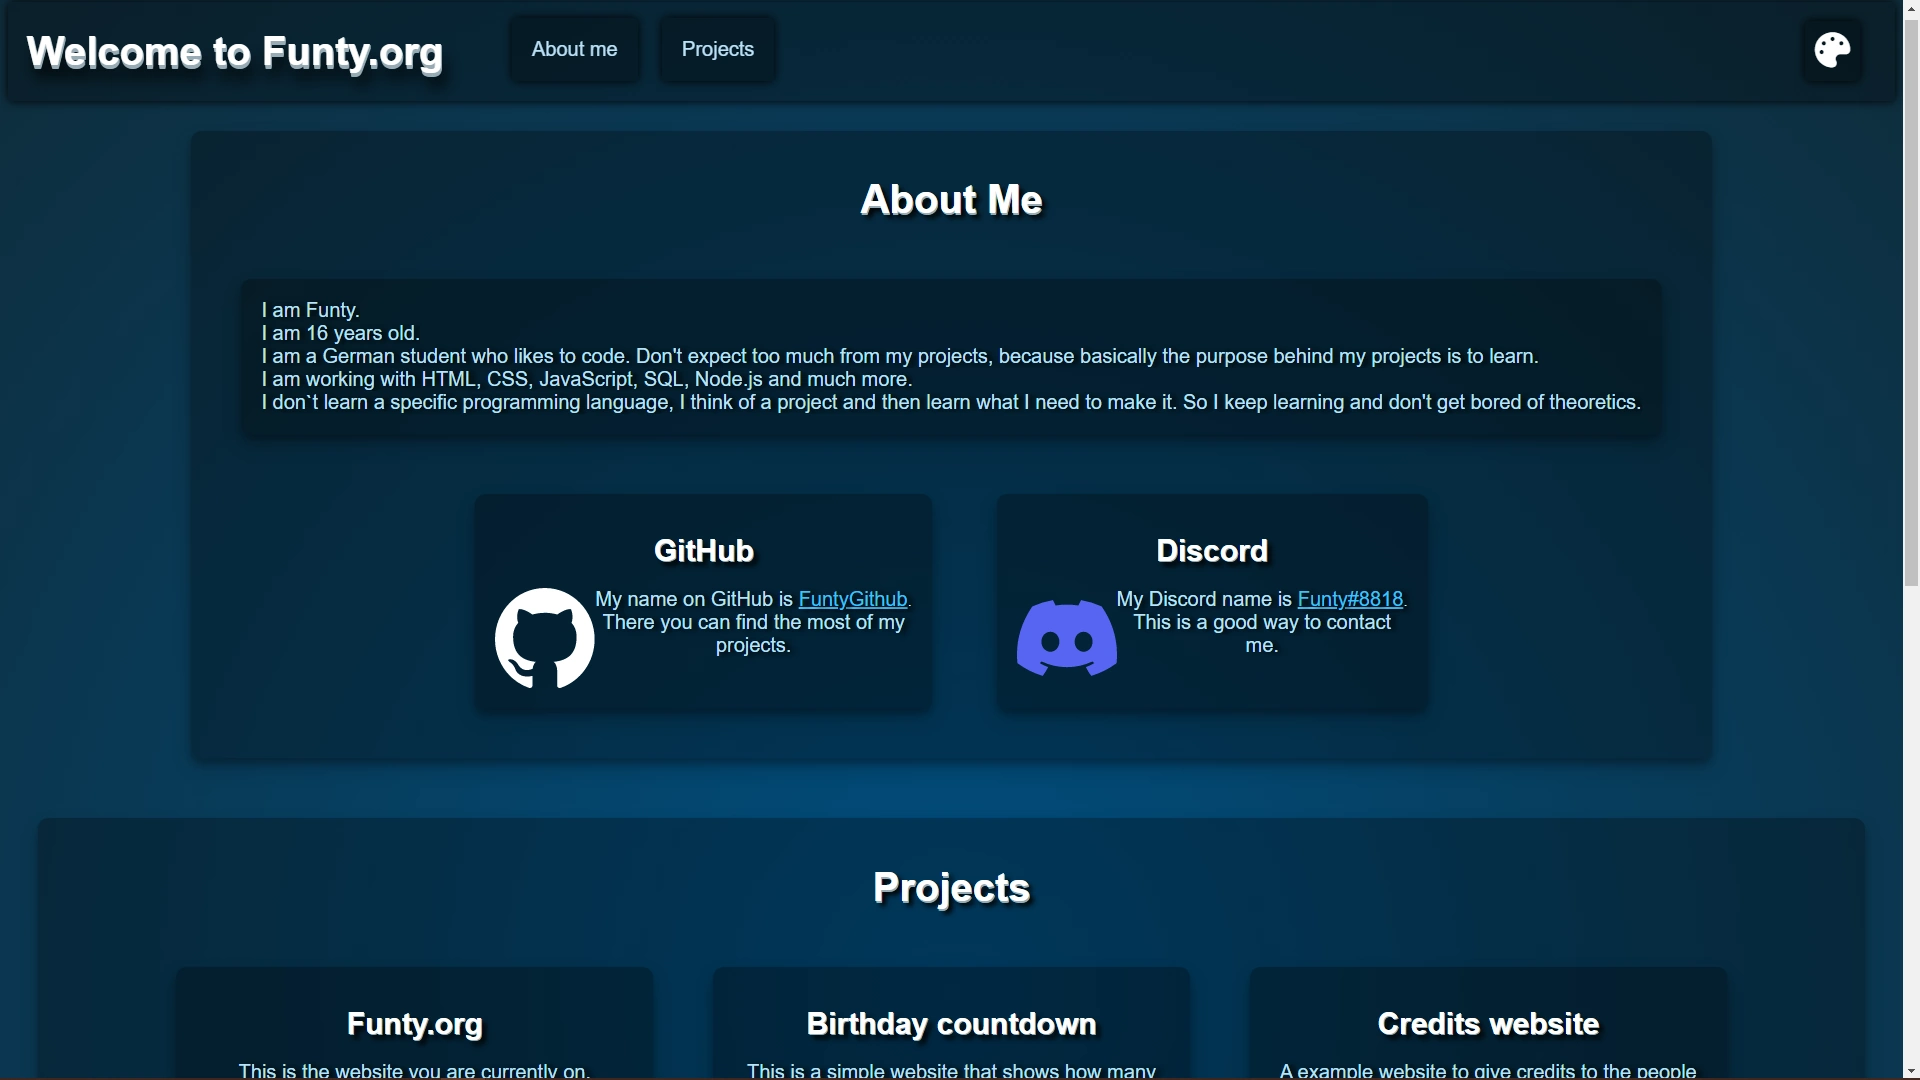 Welcome to Funty.org
About me
Projects
About Me
I am Funty.
I am 16 years old.
I am a German student who likes to code. Don't expect too much from my projects, because basically the purpose behind my projects is to learn.
I am working with HTML, CSS, JavaScript, SQL, Node.js and much more.
I don`t learn a specific programming language, I think of a project and then learn what I need to make it. So I keep learning and don't get bored of theoretics.
GitHub
My name on GitHub is FuntyGithub.
There you can find the most of my
projects.
Discord
My Discord name is Funty#8818.
This is a good way to contact
me.
Projects
Funty.org
This is the website you are currently on.
Birthday countdown
This is a simple website that shows how many
Credits website
A example website to give credits to the people